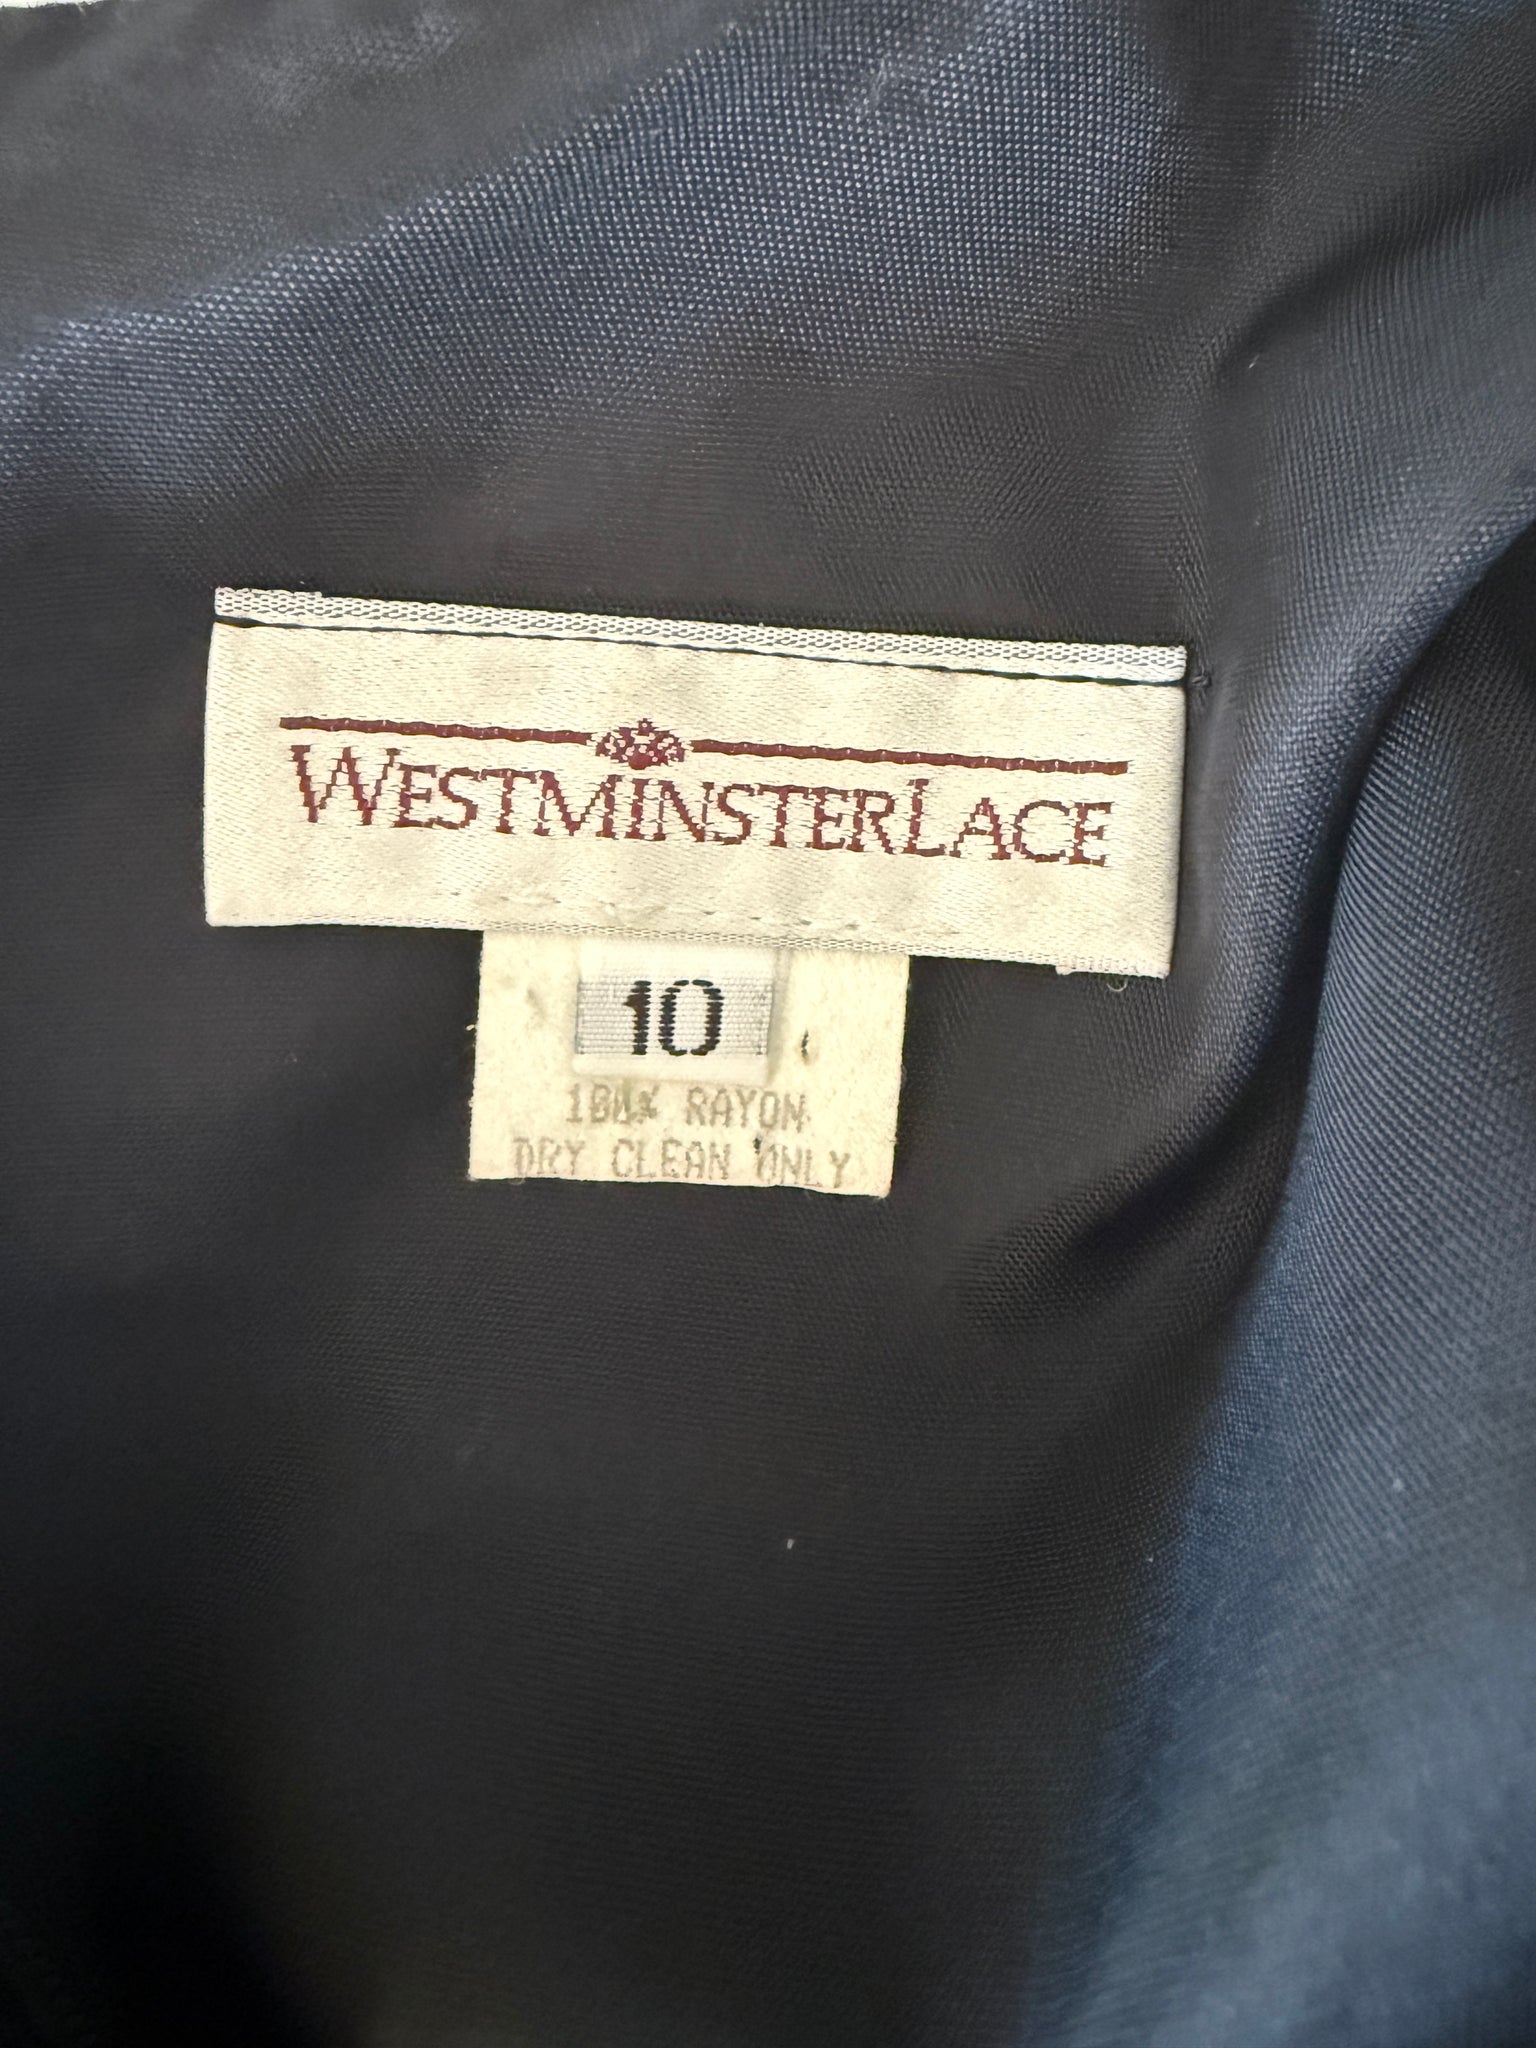 WESTMINSTERLACE
10
100% RAYON
DRY CLEAN ONLY